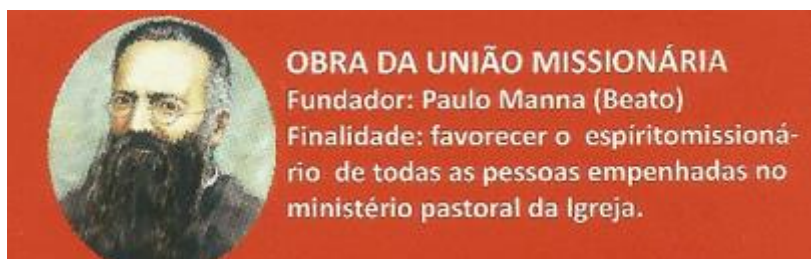 OBRA DA UNIÃO MISSIONÁRIA
Fundador: Paulo Manna (Beato)
Finalidade: favorecer o espíritomissioná-
rio de todas as pessoas empenhadas no
ministério pastoral da Igreja.